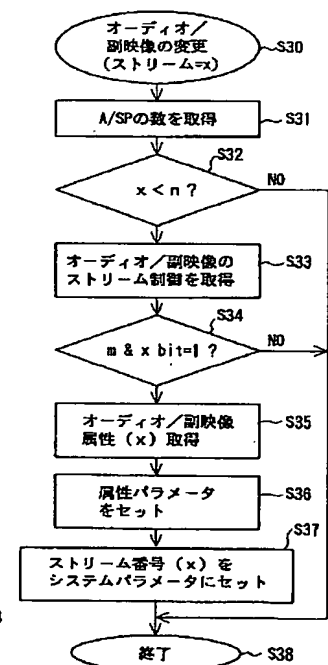 オーディオ／
副映像の変更
(ストリーム=x)
S30
A/SPの数を取得
S31
S32
x < n ?
NO
オーディオ／副映像の
ストリーム制御を取得
S33
S34
m & x bit=1 ?
NO
オーディオ／副映像
属性（x）取得
S35
属性パラメータ
をセット
S36
S37
ストリーム番号（x）を
システムパラメータにセット
終了
S38